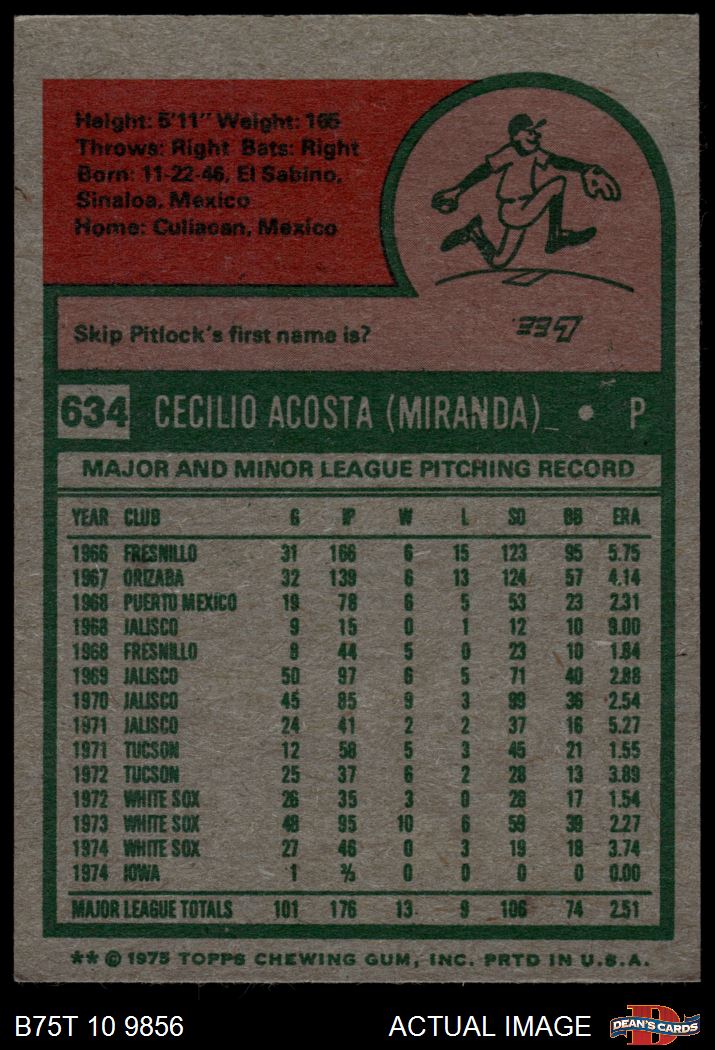 Height: 5'11" Weight: 165
Throws: Right Bats: Right
Born: 11-22-46, El Sabino,
Sinaloa, Mexico
Home: Culiacan, Mexico
Skip Pitlock's first name is?
LEE
634 CECILIO ACOSTA (MIRANDA) • P
MAJOR AND MINOR LEAGUE PITCHING RECORD
YEAR CLUB G IP W L SO BB ERA
1966 FRESNILLO 31 166 6 15 123 95 5.75
1967 ORIZABA 32 139 6 13 124 57 4.14
1968 PUERTO MEXICO 19 78 6 5 53 23 2.31
1968 JALISCO 9 15 0 1 12 10 9.00
1968 FRESNILLO 8 44 5 0 23 10 1.84
1969 JALISCO 50 97 6 5 71 40 2.88
1970 JALISCO 45 85 9 3 99 36 2.54
1971 JALISCO 24 41 2 2 37 16 5.27
1971 TUCSON 12 58 5 3 45 21 1.55
1972 TUCSON 25 37 6 2 28 13 3.89
1972 WHITE SOX 26 35 3 0 28 17 1.54
1973 WHITE SOX 48 95 10 6 59 39 2.27
1974 WHITE SOX 27 46 0 3 19 18 3.74
1974 IOWA 1 ⅔ 0 0 0 0 0.00
MAJOR LEAGUE TOTALS 101 176 13 9 106 74 2.51
** © 1975 TOPPS CHEWING GUM, INC. PRTD IN U.S.A.
B75T 10 9856 ACTUAL IMAGE DEAN'S CARDS